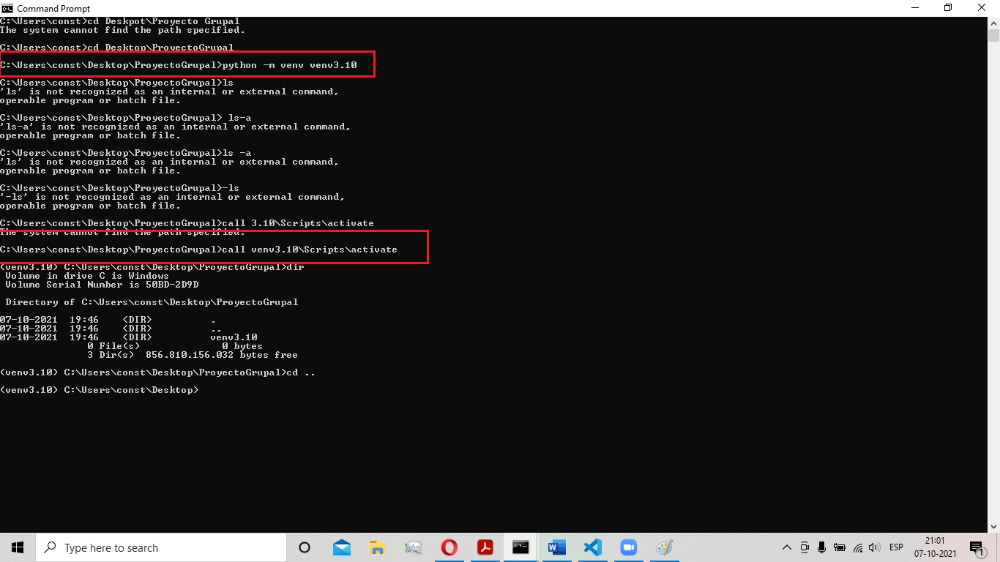 Command Prompt
C:\Users\const>cd Deskpot\Proyecto Grupal
The system cannot find the path specified.
C:\Users\const>cd Desktop\ProyectoGrupal
C:\Users\const\Desktop\ProyectoGrupal>python -m venv venv3.10
C:\Users\const\Desktop\ProyectoGrupal>ls
'ls' is not recognized as an internal or external command,
operable program or batch file.
C:\Users\const\Desktop\ProyectoGrupal> ls-a
'ls-a' is not recognized as an internal or external command,
operable program or batch file.
C:\Users\const\Desktop\ProyectoGrupal>ls -a
'ls' is not recognized as an internal or external command,
operable program or batch file.
C:\Users\const\Desktop\ProyectoGrupal>-ls
'-ls' is not recognized as an internal or external command,
operable program or batch file.
C:\Users\const\Desktop\ProyectoGrupal>call 3.10\Scripts\activate
The system cannot find the path specified.
C:\Users\const\Desktop\ProyectoGrupal>call venv3.10\Scripts\activate
(venv3.10) C:\Users\const\Desktop\ProyectoGrupal>dir
Volume in drive C is Windows
Volume Serial Number is 50BD-2D9D
Directory of C:\Users\const\Desktop\ProyectoGrupal
07-10-2021 19:46 <DIR> .
07-10-2021 19:46 <DIR> ..
07-10-2021 19:46 <DIR> venv3.10
0 File(s) 0 bytes
3 Dir(s) 856.810.156.032 bytes free
(venv3.10) C:\Users\const\Desktop\ProyectoGrupal>cd ..
(venv3.10) C:\Users\const\Desktop>
Type here to search
ESP
21:01
07-10-2021
1